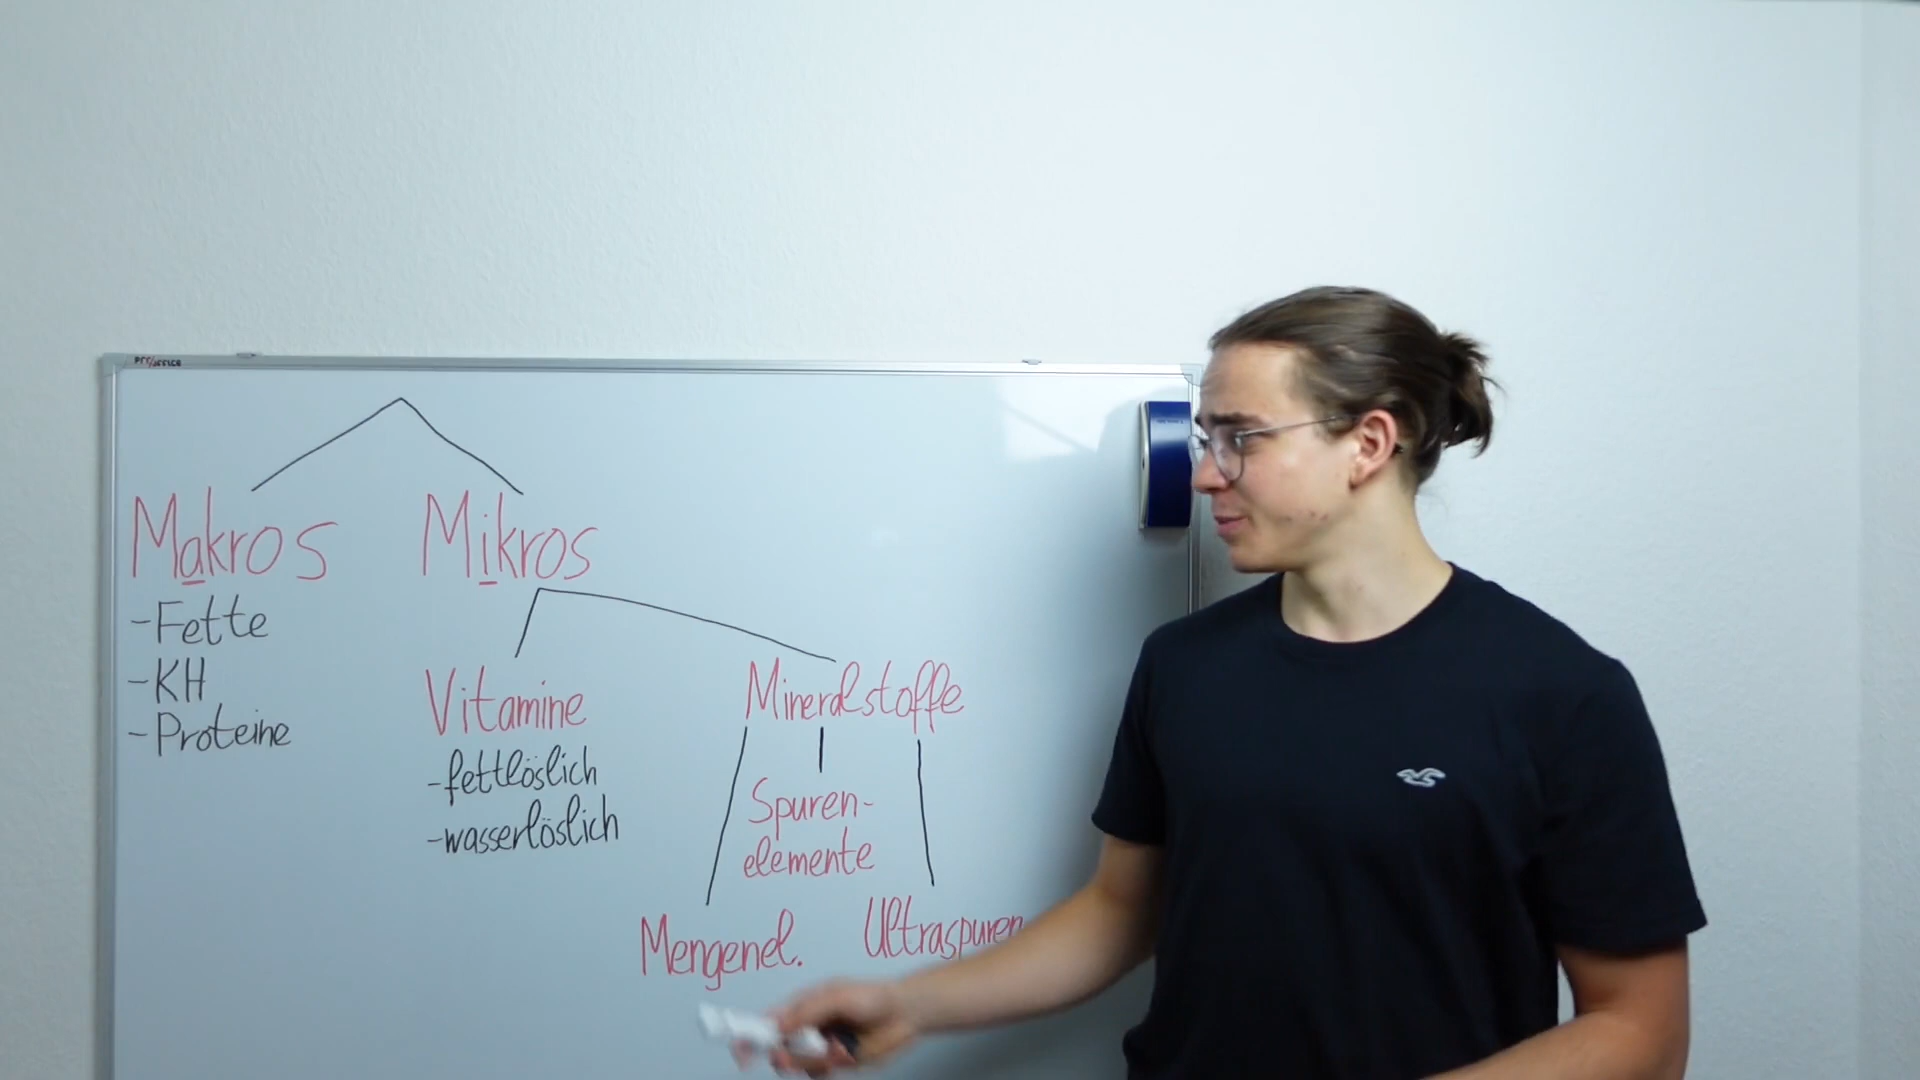 Makros
Mikros
-Fette
-KH
-Proteine
Vitamine
-fettlöslich
-wasserlöslich
Mineralstoffe
Spuren-
elemente
Mengenel.
Ultraspuren